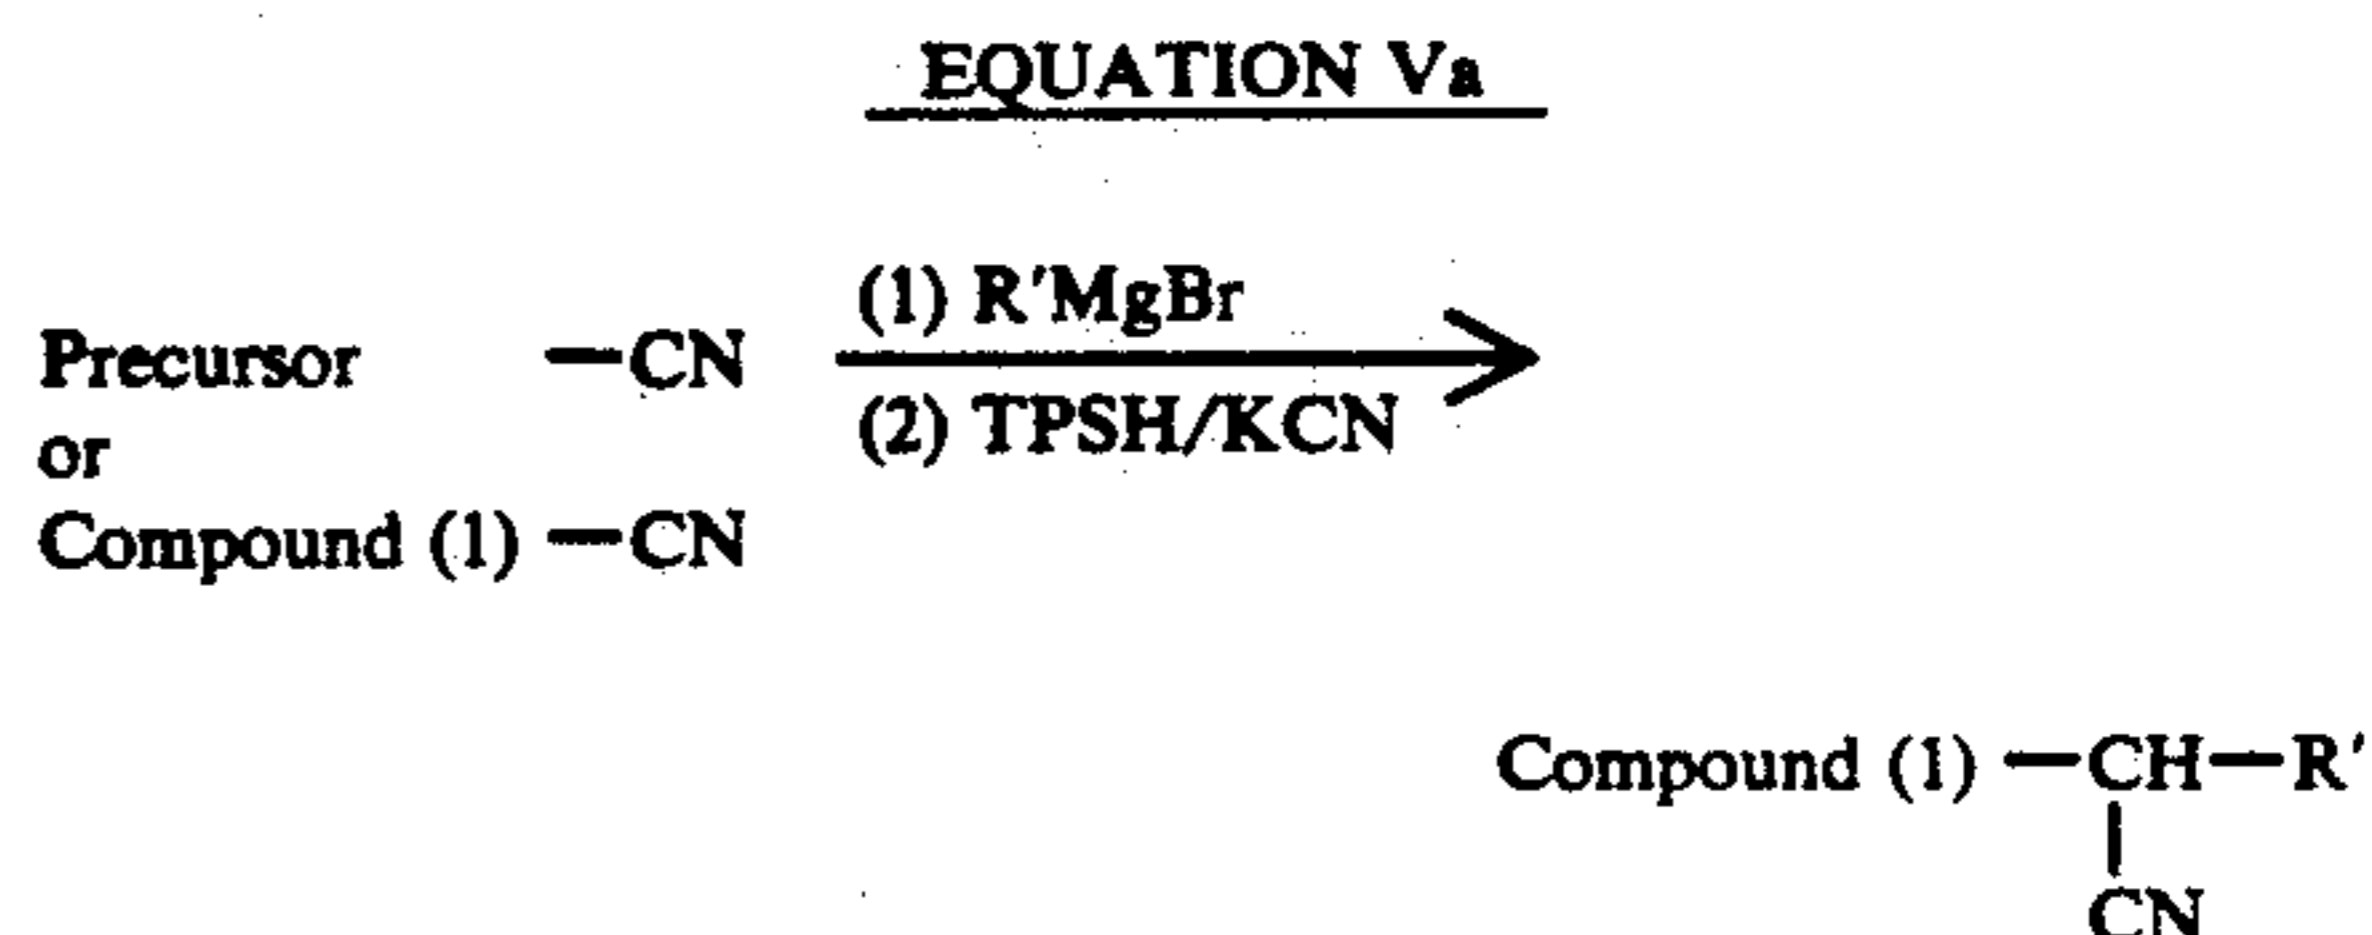 EQUATION Va
(1) R′MgBr
Precursor —CN
(2) TPSH/KCN
or
Compound (1) —CN
Compound (1) —CH—R′
CN